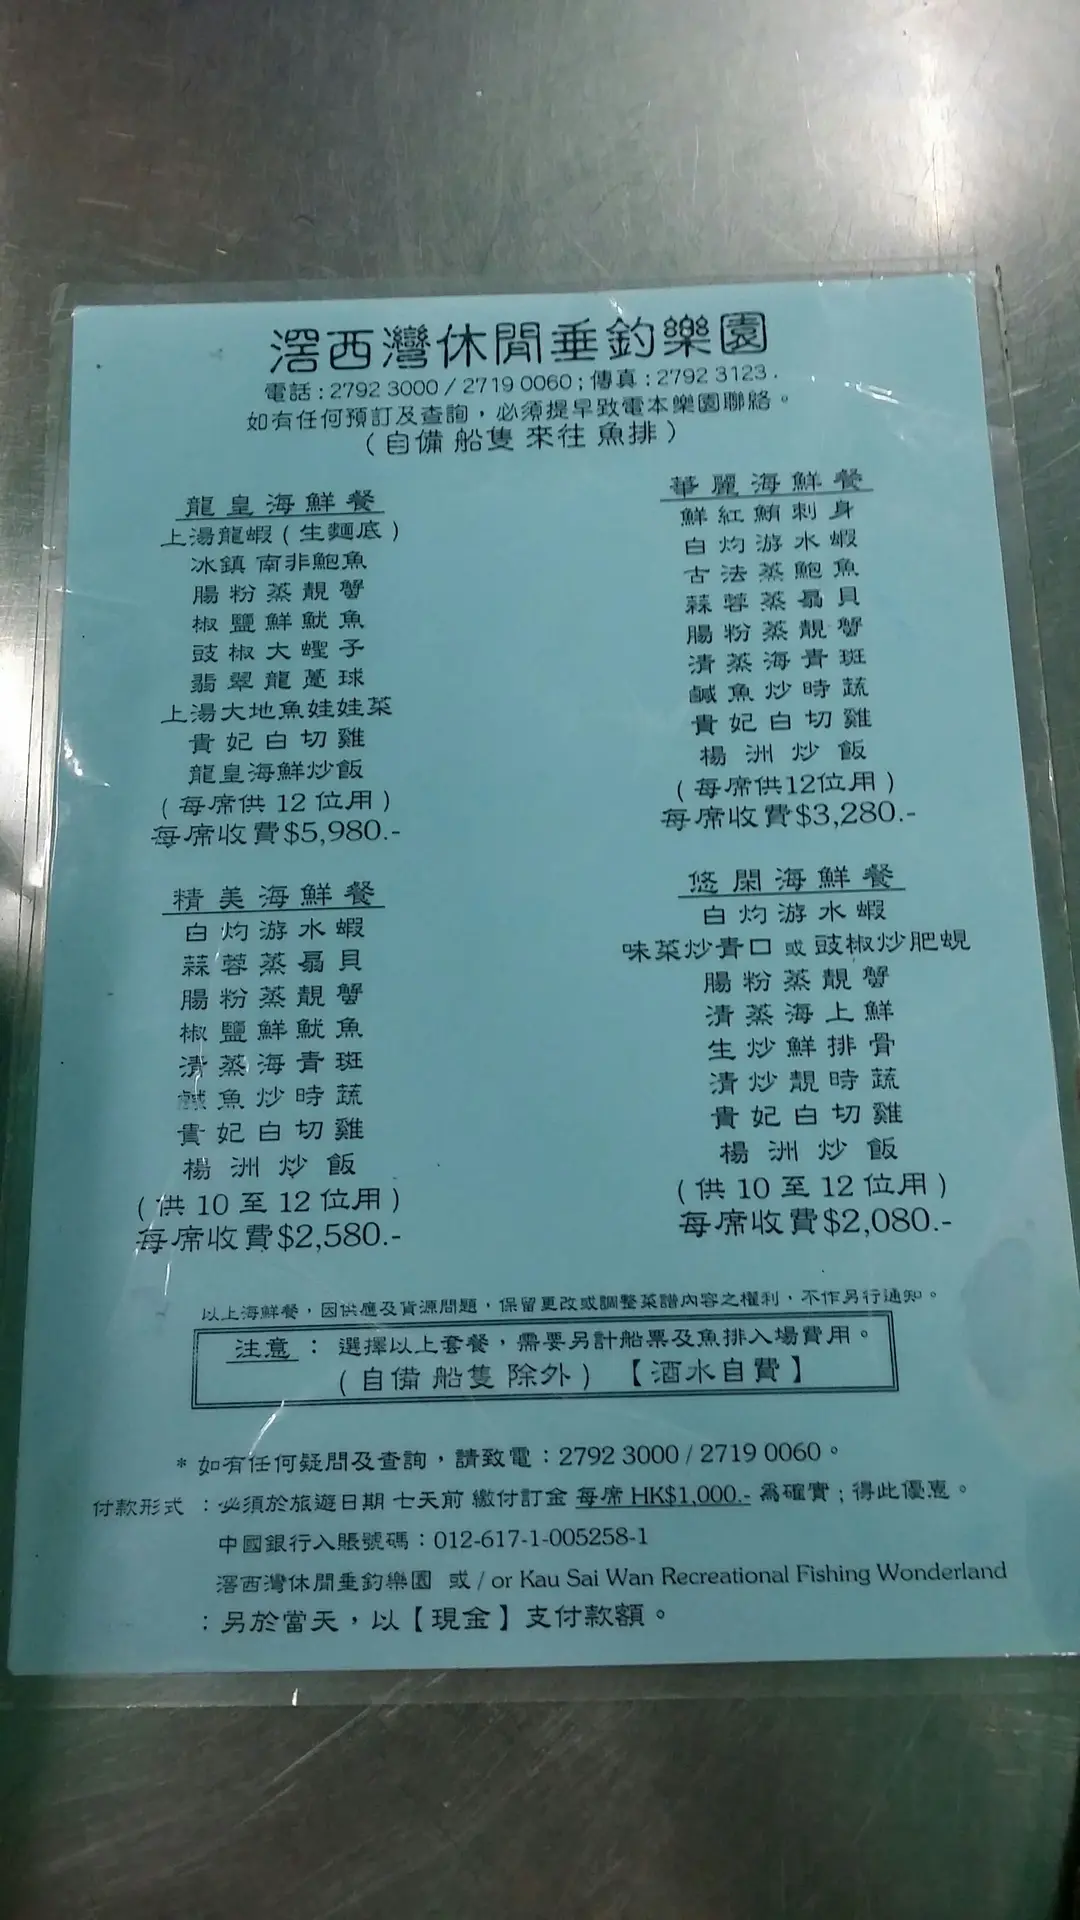 滘西灣休閒垂釣樂園
電話：2792 3000 / 2719 0060；傳真：2792 3123．
如有任何預訂及查詢，必須提早致電本樂園聯絡。
（自備 船隻 來往 魚排）
龍皇海鮮餐
上湯龍蝦（生麵底）
冰鎮 南非鮑魚
腸粉蒸靚蟹
椒鹽鮮魷魚
豉椒大蟶子
翡翠龍躉球
上湯大地魚娃娃菜
貴妃白切雞
龍皇海鮮炒飯
（每席供 12 位用）
每席收費$5,980.-
華麗海鮮餐
鮮紅鮪刺身
白灼游水蝦
古法蒸鮑魚
蒜蓉蒸扇貝
腸粉蒸靚蟹
清蒸海青斑
鹹魚炒時蔬
貴妃白切雞
楊洲炒飯
（每席供12位用）
每席收費$3,280.-
精美海鮮餐
白灼游水蝦
蒜蓉蒸扇貝
腸粉蒸靚蟹
椒鹽鮮魷魚
清蒸海青斑
鹹魚炒時蔬
貴妃白切雞
楊洲炒飯
（供 10 至 12 位用）
每席收費$2,580.-
悠閑海鮮餐
白灼游水蝦
味菜炒青口 或 豉椒炒肥蜆
腸粉蒸靚蟹
清蒸海上鮮
生炒鮮排骨
清炒靚時蔬
貴妃白切雞
楊洲炒飯
（供 10 至 12 位用）
每席收費$2,080.-
以上海鮮餐，因供應及貨源問題，保留更改或調整菜譜內容之權利，不作另行通知。
注意： 選擇以上套餐，需要另計船票及魚排入場費用。
（自備 船隻 除外） 【酒水自費】
* 如有任何疑問及查詢，請致電：2792 3000 / 2719 0060。
付款形式 ：必須於旅遊日期 七天前 繳付訂金 每席 HK$1,000.- 為確實；得此優惠。
中國銀行入賬號碼：012-617-1-005258-1
滘西灣休閒垂釣樂園 或 / or Kau Sai Wan Recreational Fishing Wonderland
：另於當天，以【現金】支付款額。